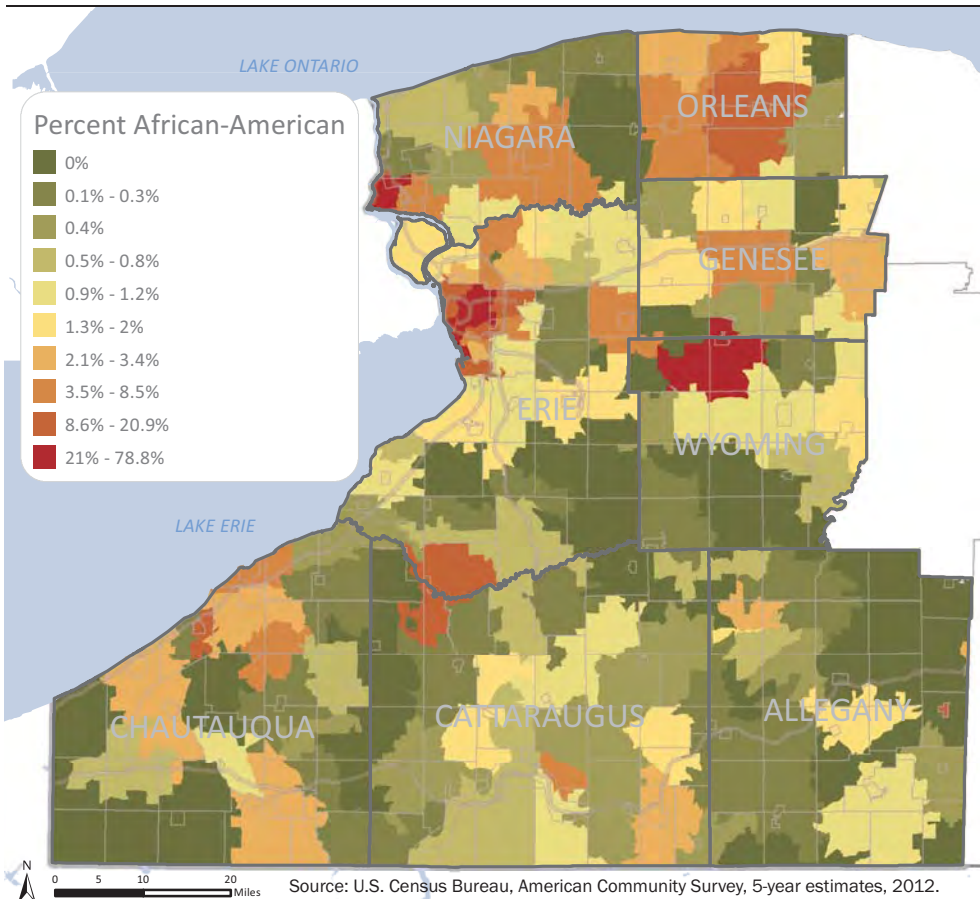 LAKE ONTARIO
Percent African-American
0%
0.1% - 0.3%
0.4%
0.5% - 0.8%
0.9% - 1.2%
1.3% - 2%
2.1% - 3.4%
3.5% - 8.5%
8.6% - 20.9%
21% - 78.8%
NIAGARA
ORLEANS
GENESEE
ERIE
WYOMING
LAKE ERIE
CHAUTAUQUA
CATTARAUGUS
ALLEGANY
N
0 5 10 20
Miles
Source: U.S. Census Bureau, American Community Survey, 5-year estimates, 2012.